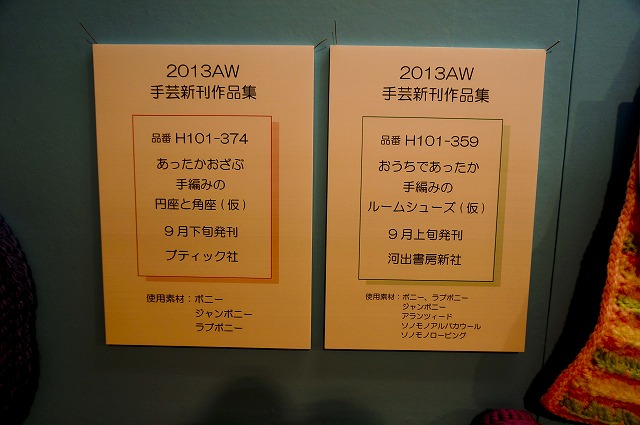 2013AW
手芸新刊作品集
品番 H101-374
あったかおざぶ
手編みの
円座と角座(仮)
9月下旬発刊
ブティック社
使用素材：ボニー
ジャンボニー
ラブボニー
2013AW
手芸新刊作品集
品番 H101-359
おうちであったか
手編みの
ルームシューズ(仮)
9月上旬発刊
河出書房新社
使用素材：ボニー、ラブボニー
ジャンボニー
アランツィード
ソノモノアルパカウール
ソノモノロービング